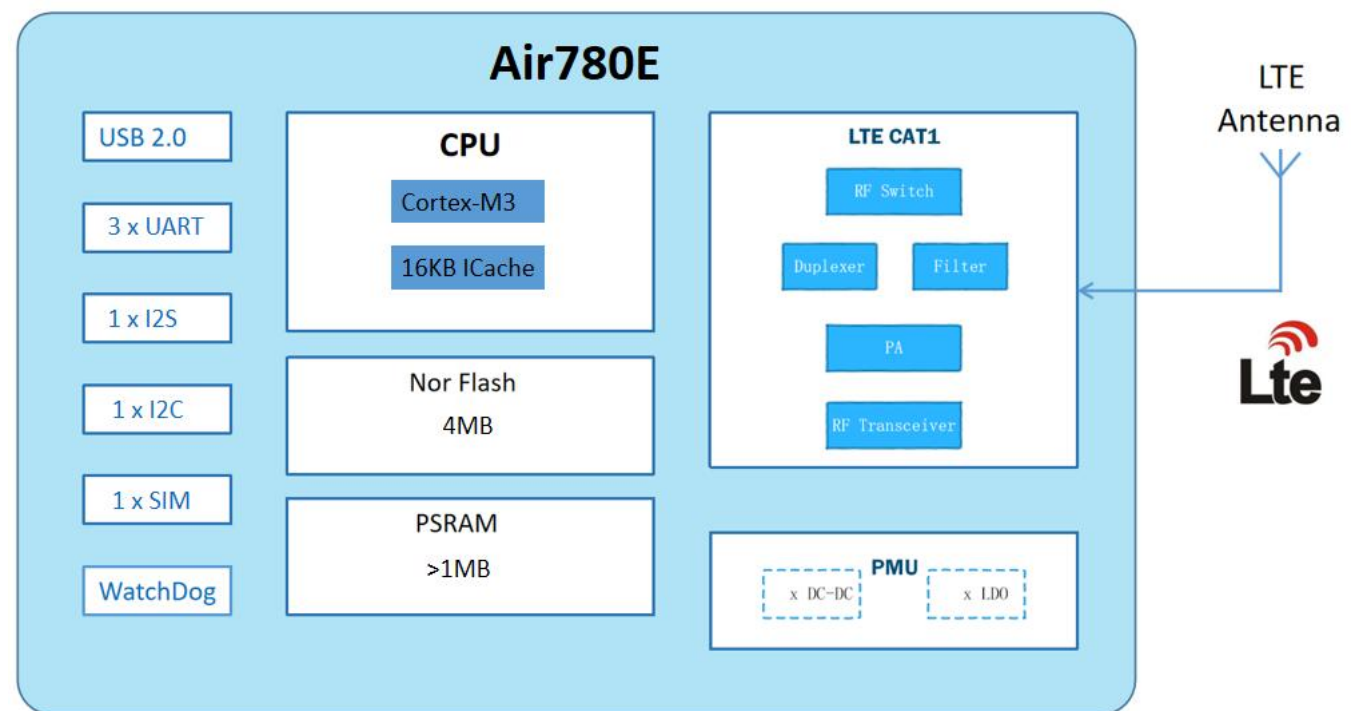 Air780E
USB 2.0
3 x UART
1 x I2S
1 x I2C
1 x SIM
WatchDog
CPU
Cortex-M3
16KB ICache
Nor Flash
4MB
PSRAM
>1MB
LTE CAT1
RF Switch
Duplexer
Filter
PA
RF Transceiver
PMU
x DC-DC
x LDO
LTE
Antenna
Lte